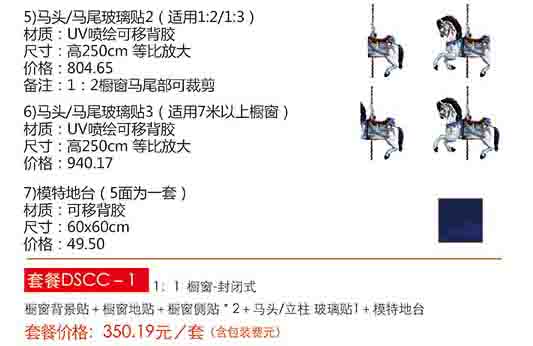 5)马头/马尾玻璃贴2（适用1:2/1:3）
材质：UV喷绘可移背胶
尺寸：高250cm 等比放大
价格：804.65
备注：1：2橱窗马尾部可裁剪
6)马头/马尾玻璃贴3（适用7米以上橱窗）
材质：UV喷绘可移背胶
尺寸：高250cm 等比放大
价格：940.17
7)模特地台（5面为一套）
材质：可移背胶
尺寸：60x60cm
价格：49.50
套餐DSCC－1 1：1 橱窗-封闭式
橱窗背景贴＋橱窗地贴＋橱窗侧贴＊2＋马头/立柱 玻璃贴1＋模特地台
套餐价格：350.19元／套（含包装费元）